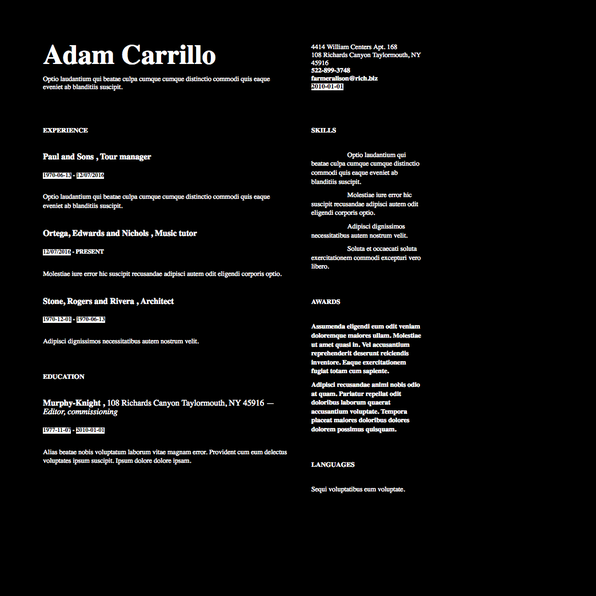 Adam Carrillo
Optio laudantium qui beatae culpa cumque cumque distinctio commodi quis eaque
eveniet ab blanditiis suscipit.
4414 William Centers Apt. 168
108 Richards Canyon Taylormouth, NY
45916
522-899-3748
farmeralison@rich.biz
2010-01-01
EXPERIENCE
Paul and Sons , Tour manager
1970-06-13 - 12/07/2016
Optio laudantium qui beatae culpa cumque cumque distinctio commodi quis eaque
eveniet ab blanditiis suscipit.
Ortega, Edwards and Nichols , Music tutor
12/07/2016 - PRESENT
Molestiae iure error hic suscipit recusandae adipisci autem odit eligendi corporis optio.
Stone, Rogers and Rivera , Architect
1970-12-01 - 1970-06-13
Adipisci dignissimos necessitatibus autem nostrum velit.
EDUCATION
Murphy-Knight , 108 Richards Canyon Taylormouth, NY 45916 —
Editor, commissioning
1977-11-03 - 2010-01-01
Alias beatae nobis voluptatum laborum vitae magnam error. Provident cum eum delectus
voluptates ipsum suscipit. Ipsum dolore dolore ipsam.
SKILLS
Optio laudantium qui
beatae culpa cumque cumque distinctio
commodi quis eaque eveniet ab
blanditiis suscipit.
Molestiae iure error hic
suscipit recusandae adipisci autem odit
eligendi corporis optio.
Adipisci dignissimos
necessitatibus autem nostrum velit.
Soluta et occaecati soluta
exercitationem commodi excepturi vero
libero.
AWARDS
Assumenda eligendi eum odit veniam
doloremque maiores ullam. Molestiae
ut amet quasi in. Vel accusantium
reprehenderit deserunt reiciendis
inventore. Eaque exercitationem
fugiat totam cum sapiente.
Adipisci recusandae animi nobis odio
at quam. Pariatur repellat odit
doloribus laborum quaerat
accusantium voluptate. Tempora
placeat maiores doloribus dolores
dolorem possimus quisquam.
LANGUAGES
Sequi voluptatibus eum voluptate.